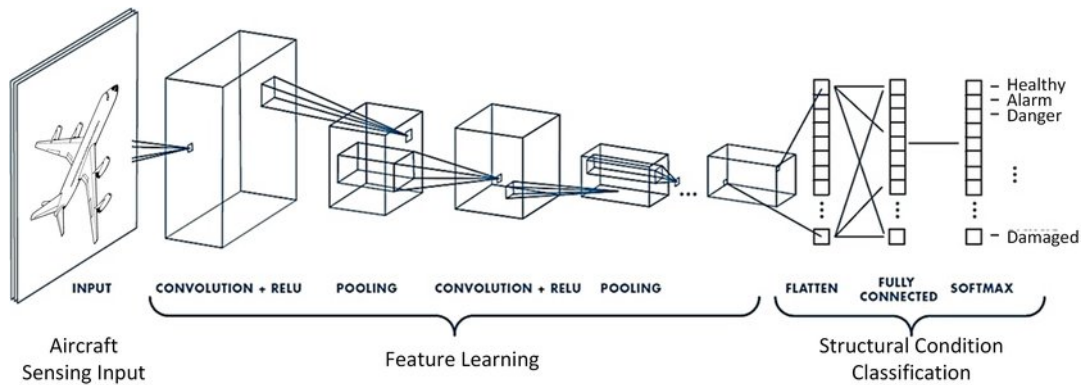 Healthy
Alarm
Danger
Damaged
INPUT
CONVOLUTION + RELU
POOLING
CONVOLUTION + RELU
POOLING
FLATTEN
FULLY
CONNECTED
SOFTMAX
Aircraft
Sensing Input
Feature Learning
Structural Condition
Classification